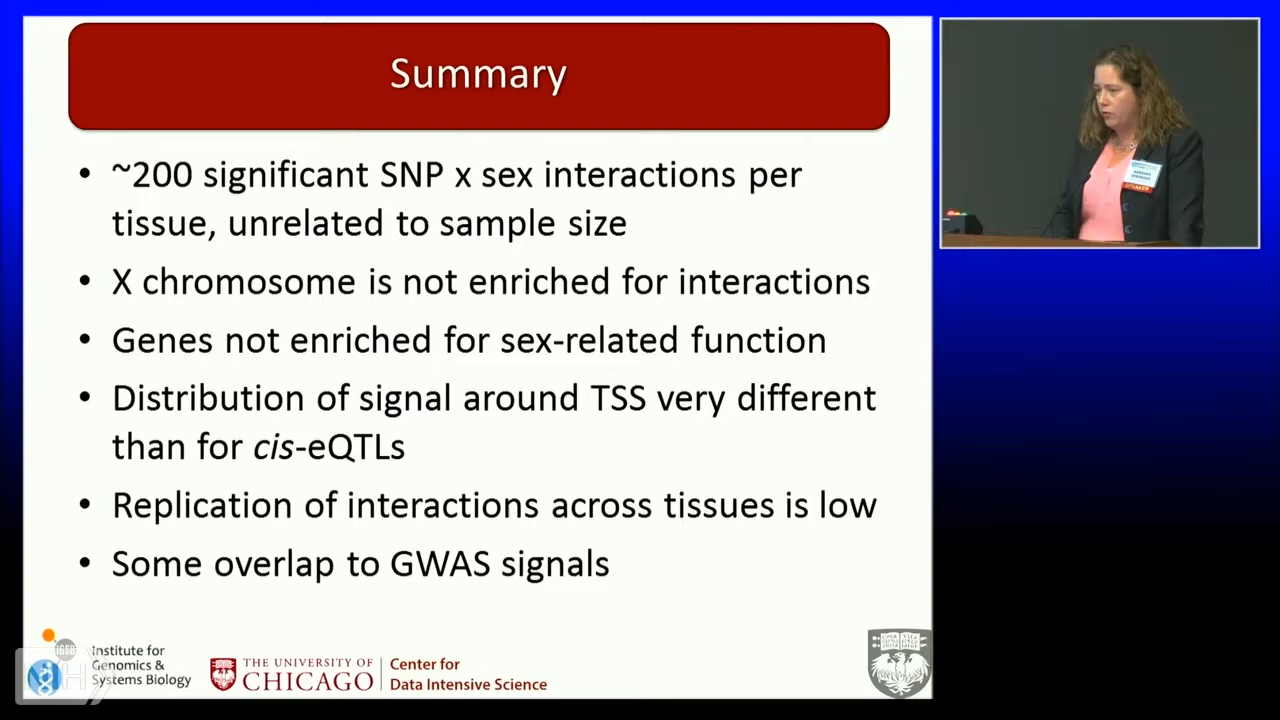 Summary
• ~200 significant SNP x sex interactions per
tissue, unrelated to sample size
• X chromosome is not enriched for interactions
• Genes not enriched for sex-related function
• Distribution of signal around TSS very different
than for cis-eQTLs
• Replication of interactions across tissues is low
• Some overlap to GWAS signals
IGSB
Institute for
Genomics &
Systems Biology
THE UNIVERSITY OF
CHICAGO
Center for
Data Intensive Science
SPEAKER